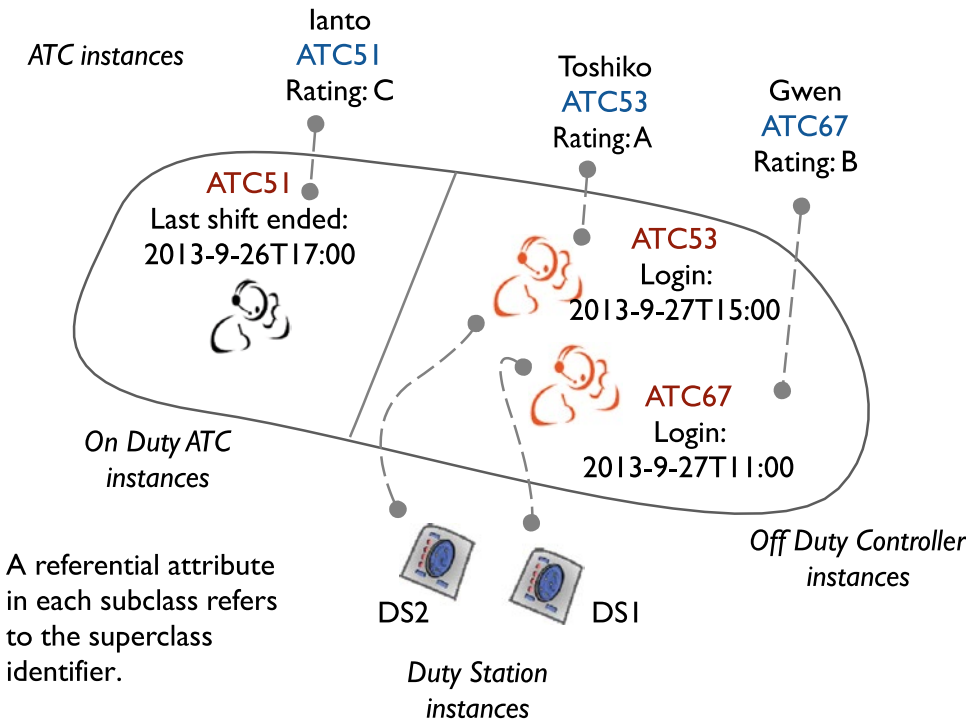 ATC instances
Ianto
ATC51
Rating: C
Toshiko
ATC53
Rating: A
Gwen
ATC67
Rating: B
ATC51
Last shift ended:
2013-9-26T17:00
ATC53
Login:
2013-9-27T15:00
ATC67
Login:
2013-9-27T11:00
On Duty ATC
instances
Off Duty Controller
instances
A referential attribute
in each subclass refers
to the superclass
identifier.
DS2
DS1
Duty Station
instances